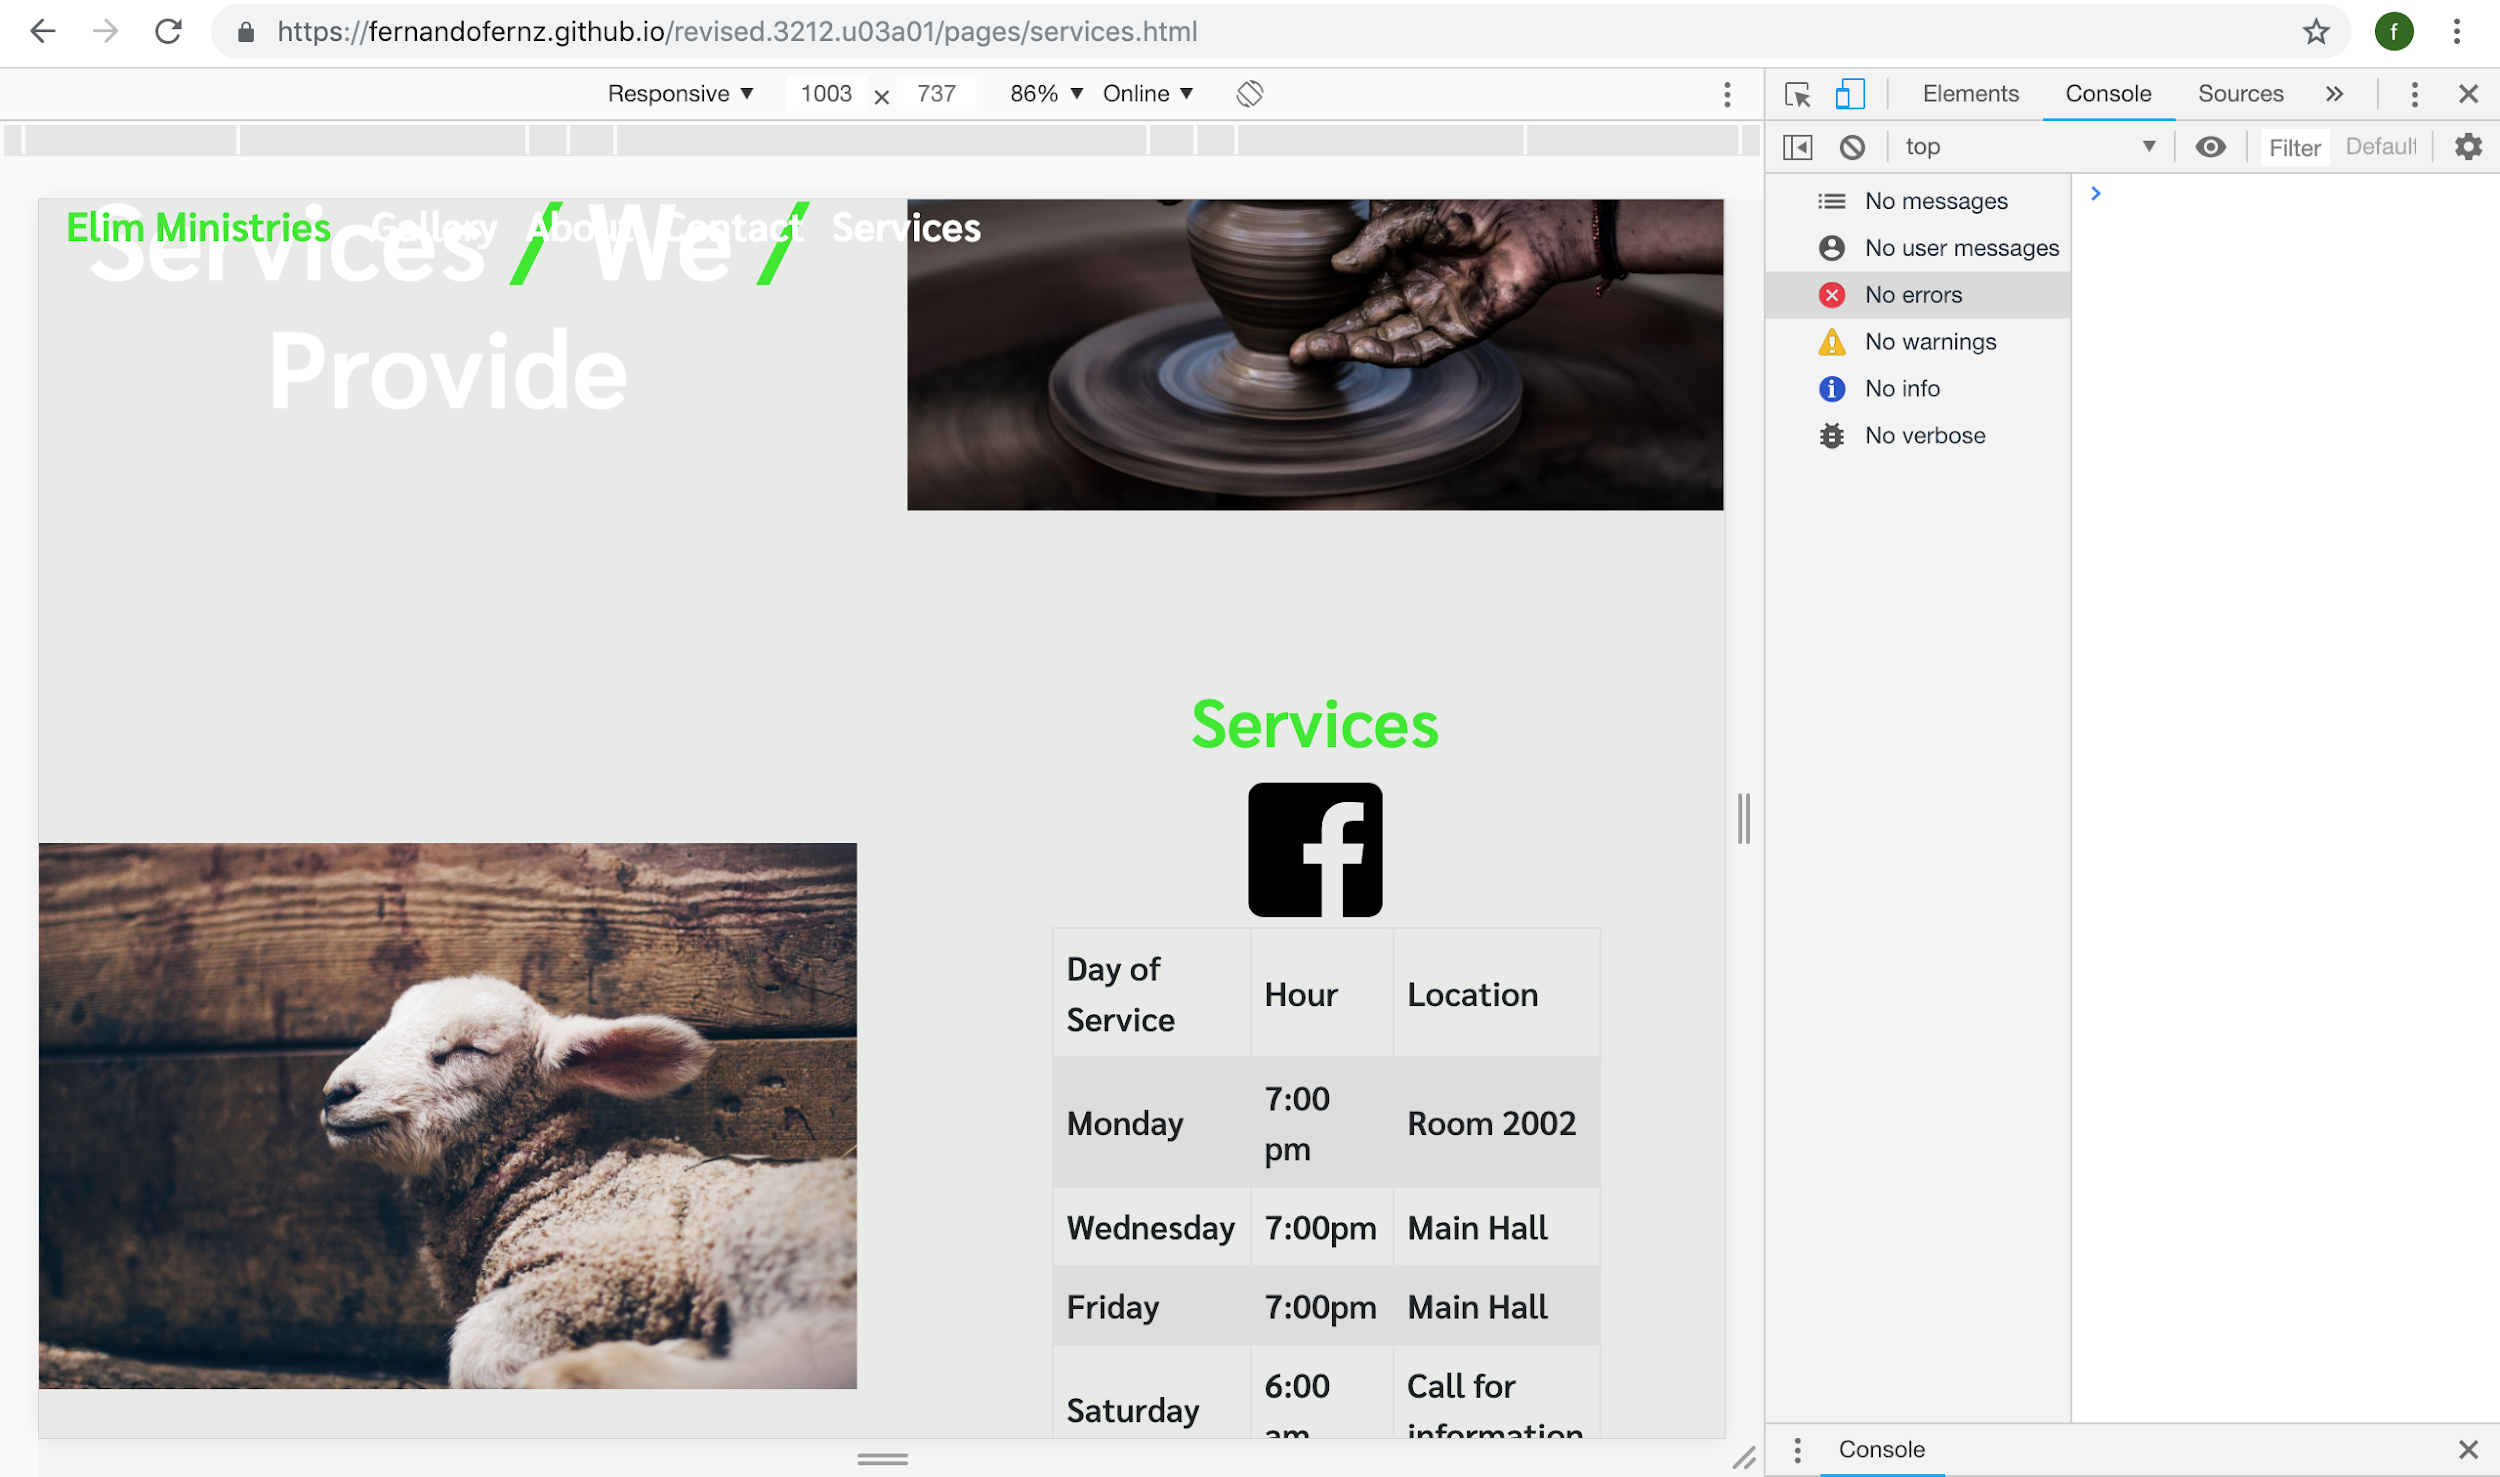 https://fernandofernz.github.io/revised.3212.u03a01/pages/services.html
f
Responsive ▼ 1003 × 737 86% ▼ Online ▼
Elements Console Sources
top Filter Default
No messages
No user messages
No errors
No warnings
No info
No verbose
Elim Ministries Gallery About Contact Services
Services / We /
Provide
Services
Day of
Service
Hour
Location
Monday
7:00
pm
Room 2002
Wednesday 7:00pm Main Hall
Friday 7:00pm Main Hall
Saturday
6:00
am
Call for
information
Console